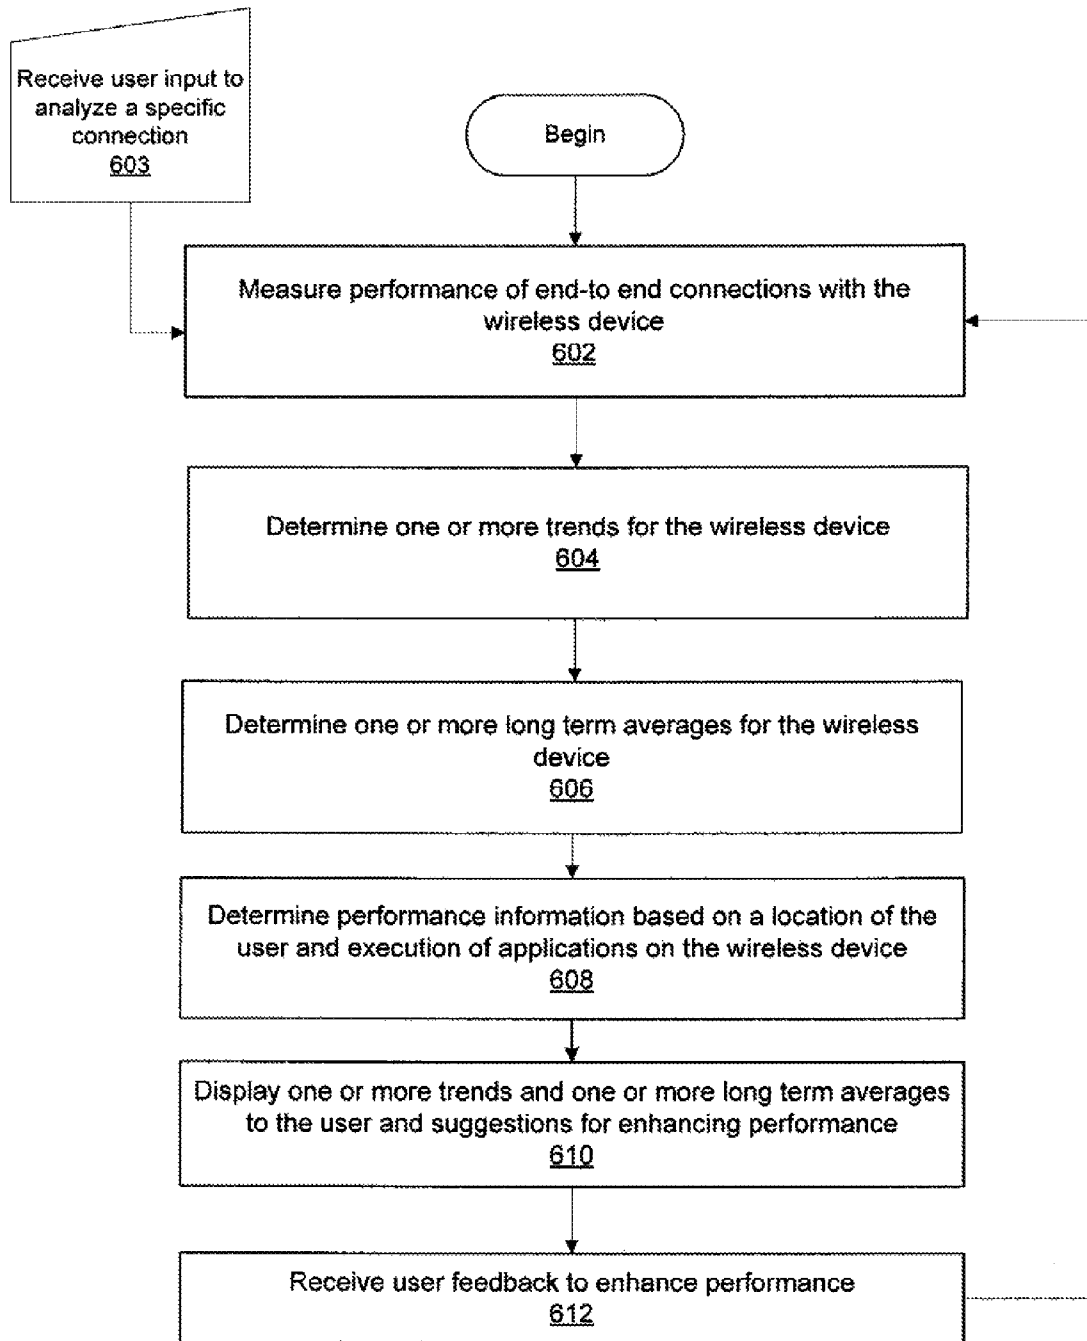 Receive user input to
analyze a specific
connection
603
Begin
Measure performance of end-to end connections with the
wireless device
602
Determine one or more trends for the wireless device
604
Determine one or more long term averages for the wireless
device
606
Determine performance information based on a location of the
user and execution of applications on the wireless device
608
Display one or more trends and one or more long term averages
to the user and suggestions for enhancing performance
610
Receive user feedback to enhance performance
612